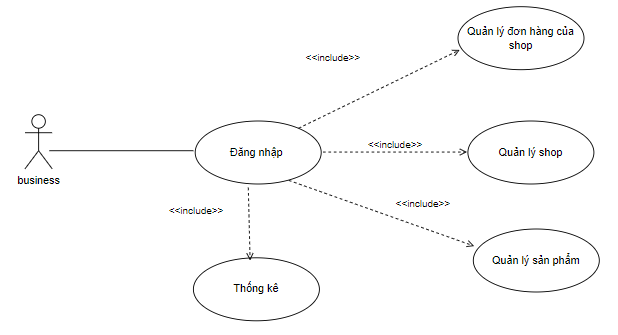 Quản lý đơn hàng của
shop
<<include>>
<<include>>
Đăng nhập
Quản lý shop
business
<<include>>
<<include>>
Quản lý sản phẩm
Thống kê